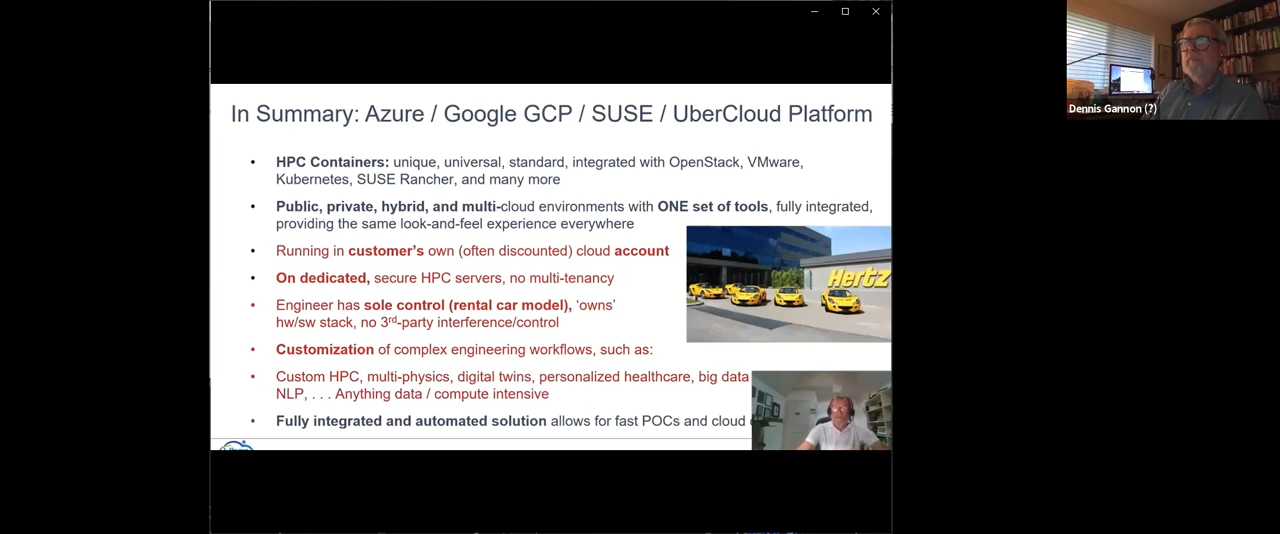 In Summary: Azure / Google GCP / SUSE / UberCloud Platform
• HPC Containers: unique, universal, standard, integrated with OpenStack, VMware,
Kubernetes, SUSE Rancher, and many more
• Public, private, hybrid, and multi-cloud environments with ONE set of tools, fully integrated,
providing the same look-and-feel experience everywhere
• Running in customer's own (often discounted) cloud account
• On dedicated, secure HPC servers, no multi-tenancy
• Engineer has sole control (rental car model), 'owns'
hw/sw stack, no 3rd-party interference/control
• Customization of complex engineering workflows, such as:
• Custom HPC, multi-physics, digital twins, personalized healthcare, big data
NLP, . . . Anything data / compute intensive
• Fully integrated and automated solution allows for fast POCs and cloud
Hertz
Dennis Gannon (?)